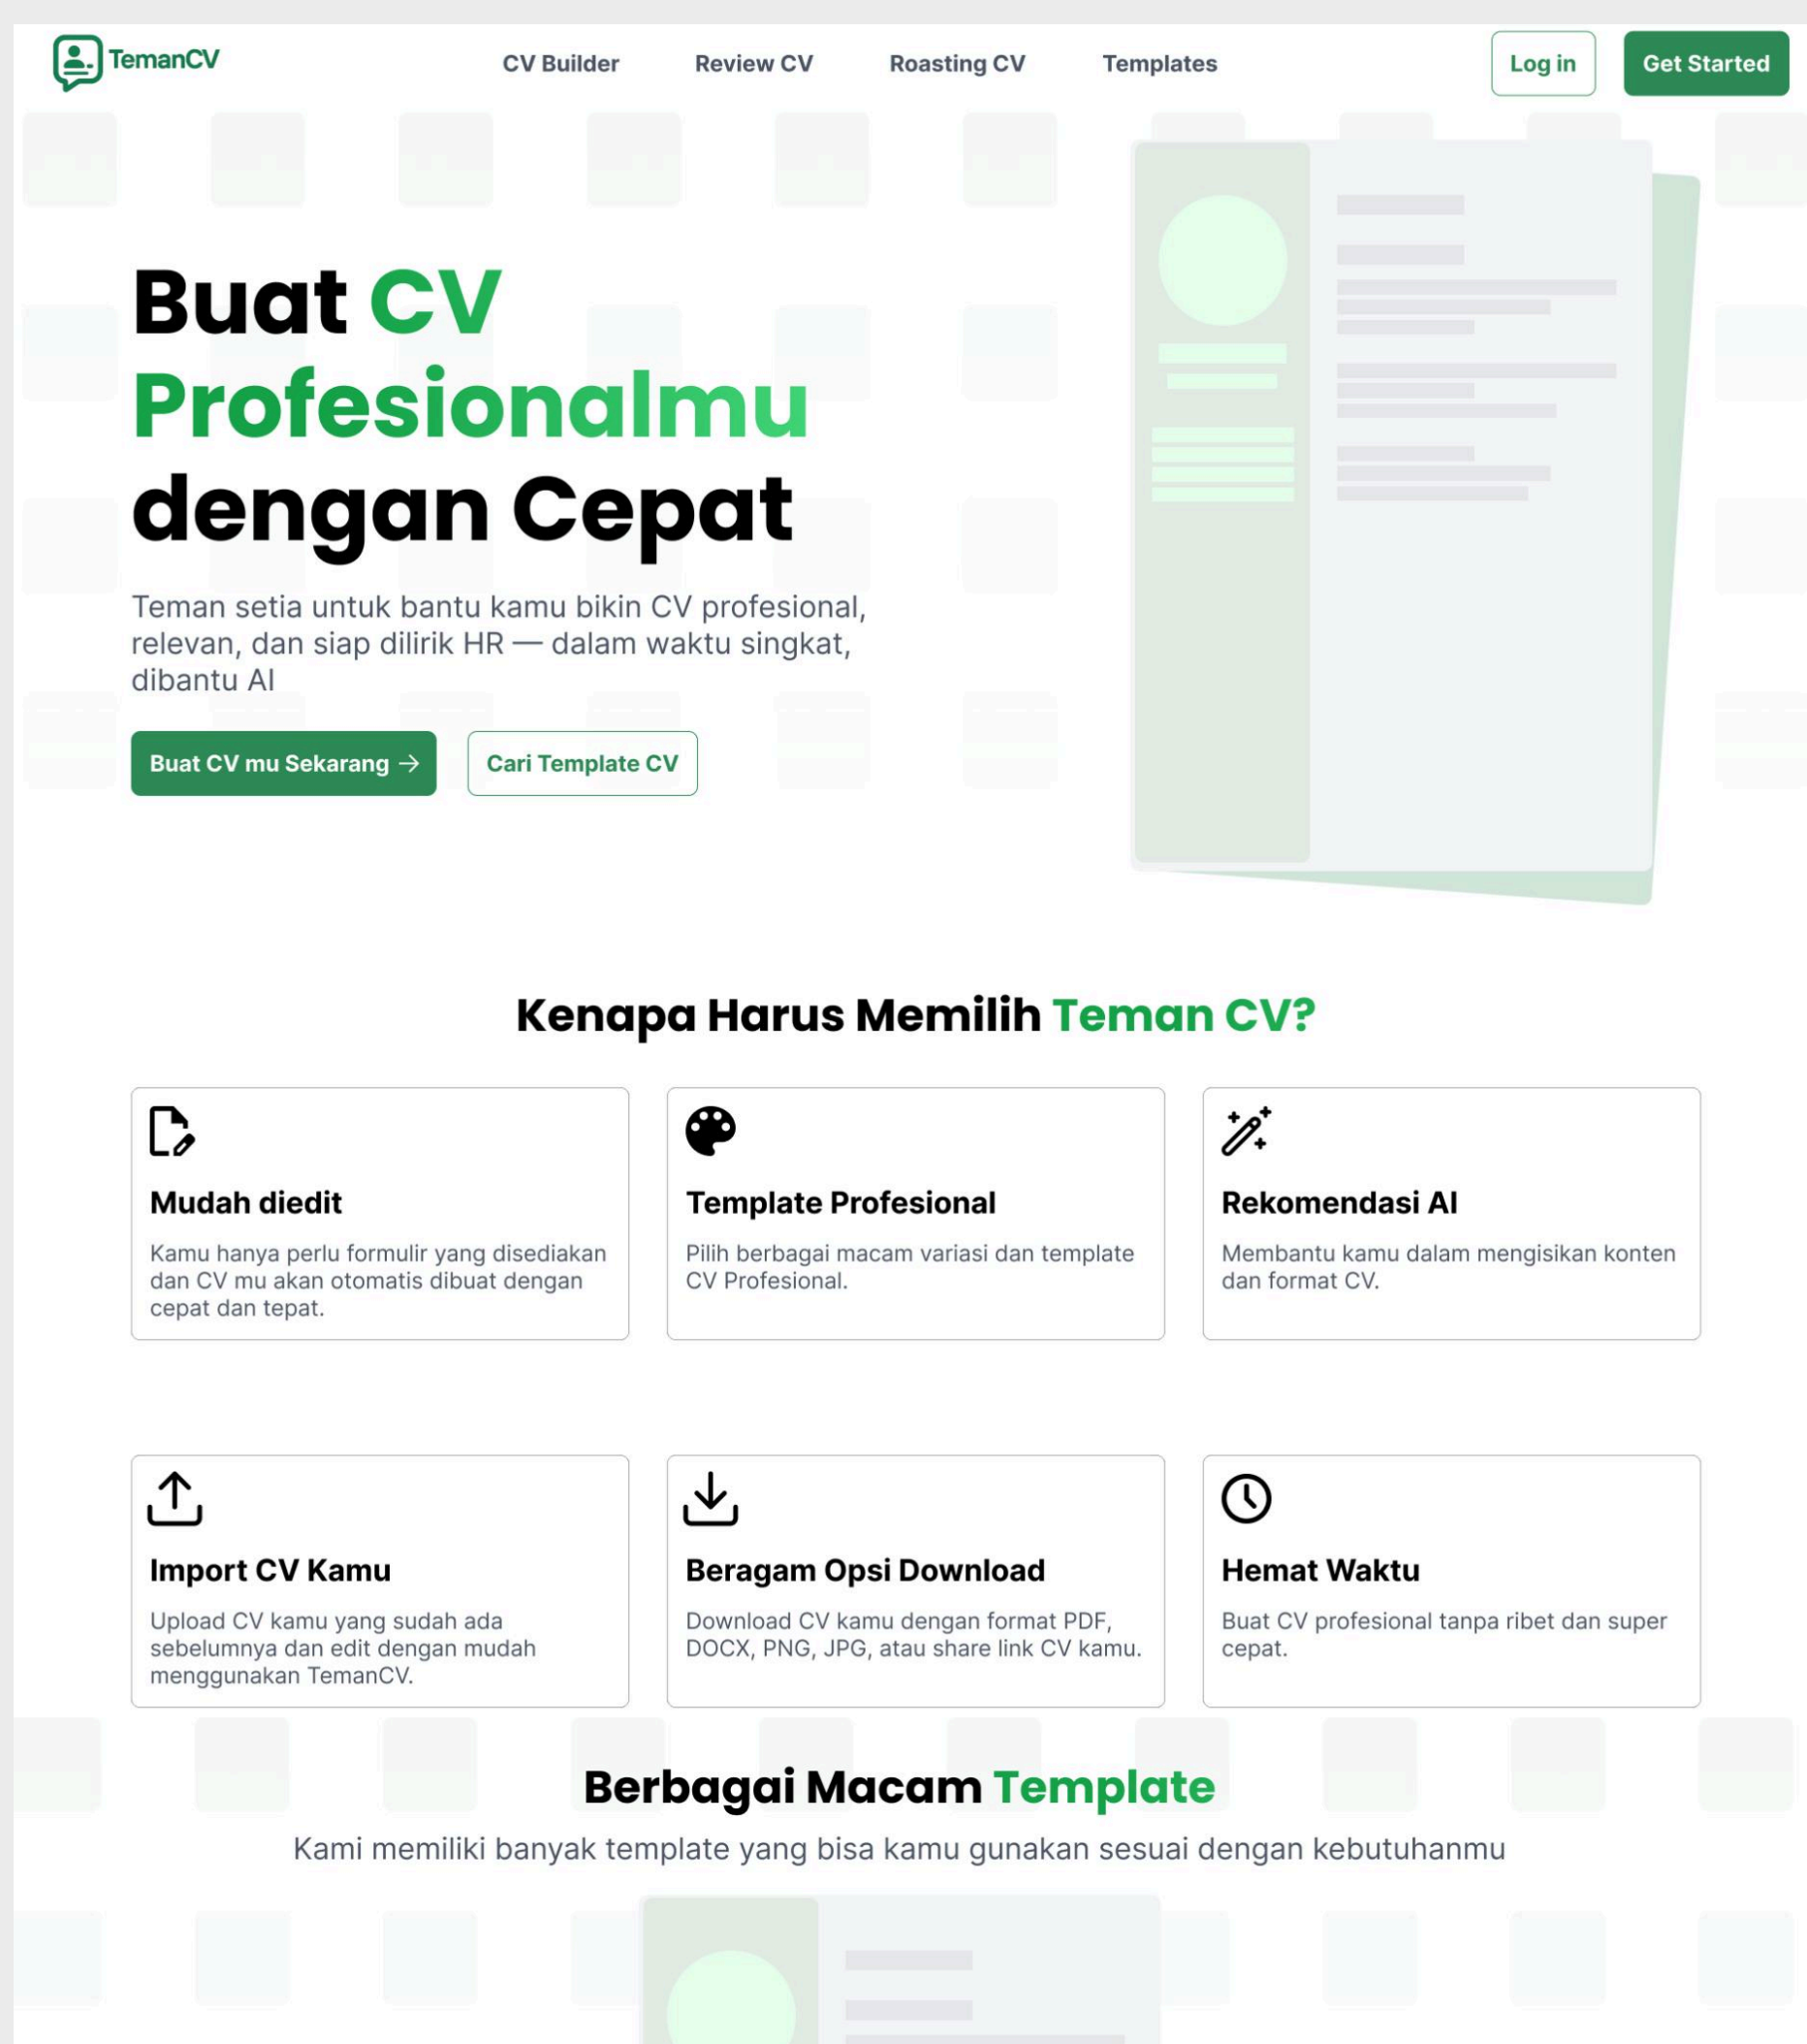 TemanCV
CV Builder
Review CV
Roasting CV
Templates
Log in
Get Started
Buat CV
Profesionalmu
dengan Cepat
Teman setia untuk bantu kamu bikin CV profesional,
relevan, dan siap dilirik HR — dalam waktu singkat,
dibantu AI
Buat CV mu Sekarang →
Cari Template CV
Kenapa Harus Memilih Teman CV?
Mudah diedit
Kamu hanya perlu formulir yang disediakan
dan CV mu akan otomatis dibuat dengan
cepat dan tepat.
Template Profesional
Pilih berbagai macam variasi dan template
CV Profesional.
Rekomendasi AI
Membantu kamu dalam mengisikan konten
dan format CV.
Import CV Kamu
Upload CV kamu yang sudah ada
sebelumnya dan edit dengan mudah
menggunakan TemanCV.
Beragam Opsi Download
Download CV kamu dengan format PDF,
DOCX, PNG, JPG, atau share link CV kamu.
Hemat Waktu
Buat CV profesional tanpa ribet dan super
cepat.
Berbagai Macam Template
Kami memiliki banyak template yang bisa kamu gunakan sesuai dengan kebutuhanmu